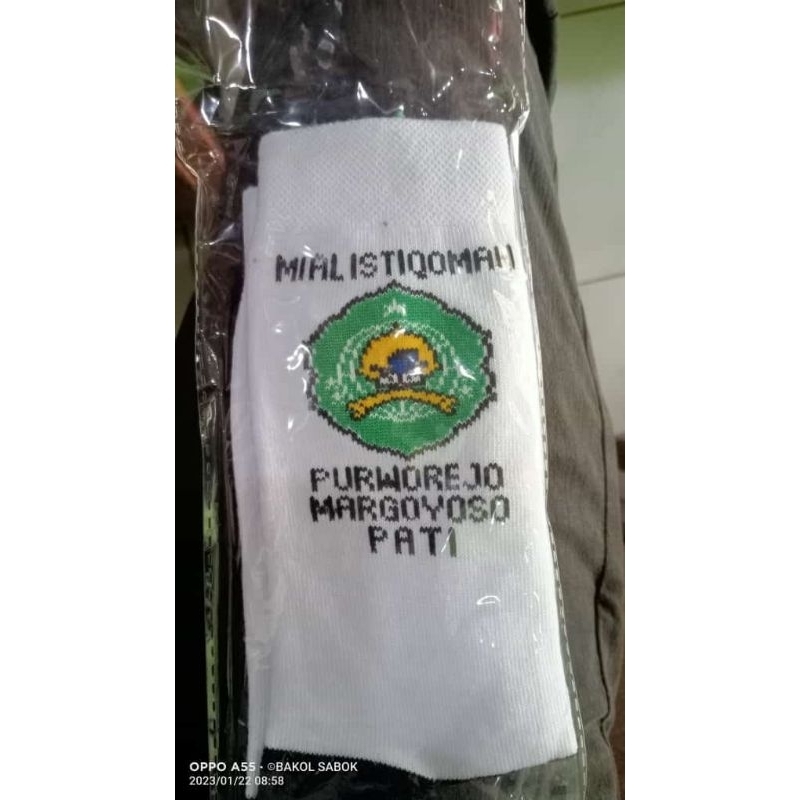 MI AL ISTIQOMAH
PURWOREJO
MARGOYOSO
PATI
OPPO A55 · ©BAKOL SABOK
2023/01/22 08:58